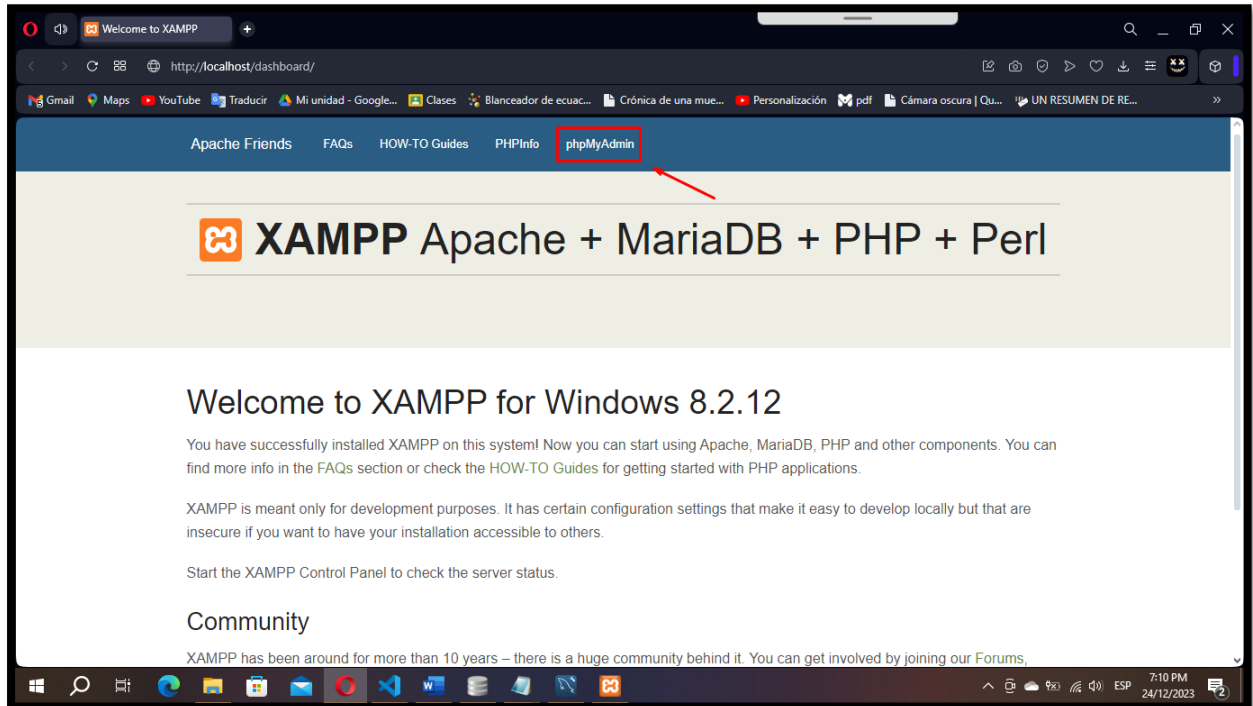 Welcome to XAMPP
http://localhost/dashboard/
Gmail Maps YouTube Traducir Mi unidad - Google... Clases Blanceador de ecuac... Crónica de una mue... Personalización pdf Cámara oscura | Qu... UN RESUMEN DE RE... »
Apache Friends FAQs HOW-TO Guides PHPInfo phpMyAdmin
XAMPP Apache + MariaDB + PHP + Perl
Welcome to XAMPP for Windows 8.2.12
You have successfully installed XAMPP on this system! Now you can start using Apache, MariaDB, PHP and other components. You can
find more info in the FAQs section or check the HOW-TO Guides for getting started with PHP applications.
XAMPP is meant only for development purposes. It has certain configuration settings that make it easy to develop locally but that are
insecure if you want to have your installation accessible to others.
Start the XAMPP Control Panel to check the server status.
Community
XAMPP has been around for more than 10 years – there is a huge community behind it. You can get involved by joining our Forums,
ESP
7:10 PM
24/12/2023
2